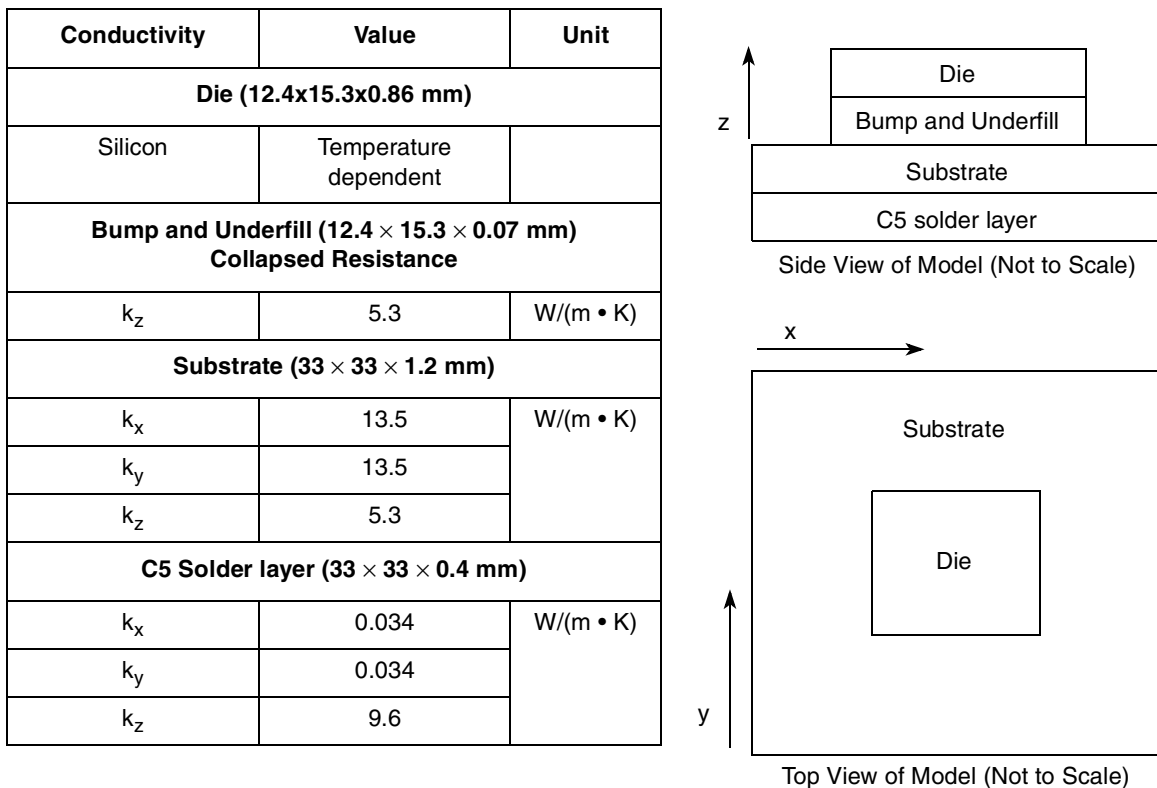 Conductivity Value Unit
Die (12.4x15.3x0.86 mm)
Silicon Temperature
dependent
Bump and Underfill (12.4 × 15.3 × 0.07 mm)
Collapsed Resistance
kz 5.3 W/(m • K)
Substrate (33 × 33 × 1.2 mm)
kx 13.5 W/(m • K)
ky 13.5
kz 5.3
C5 Solder layer (33 × 33 × 0.4 mm)
kx 0.034 W/(m • K)
ky 0.034
kz 9.6
Die
z
Bump and Underfill
Substrate
C5 solder layer
Side View of Model (Not to Scale)
x
Substrate
Die
y
Top View of Model (Not to Scale)